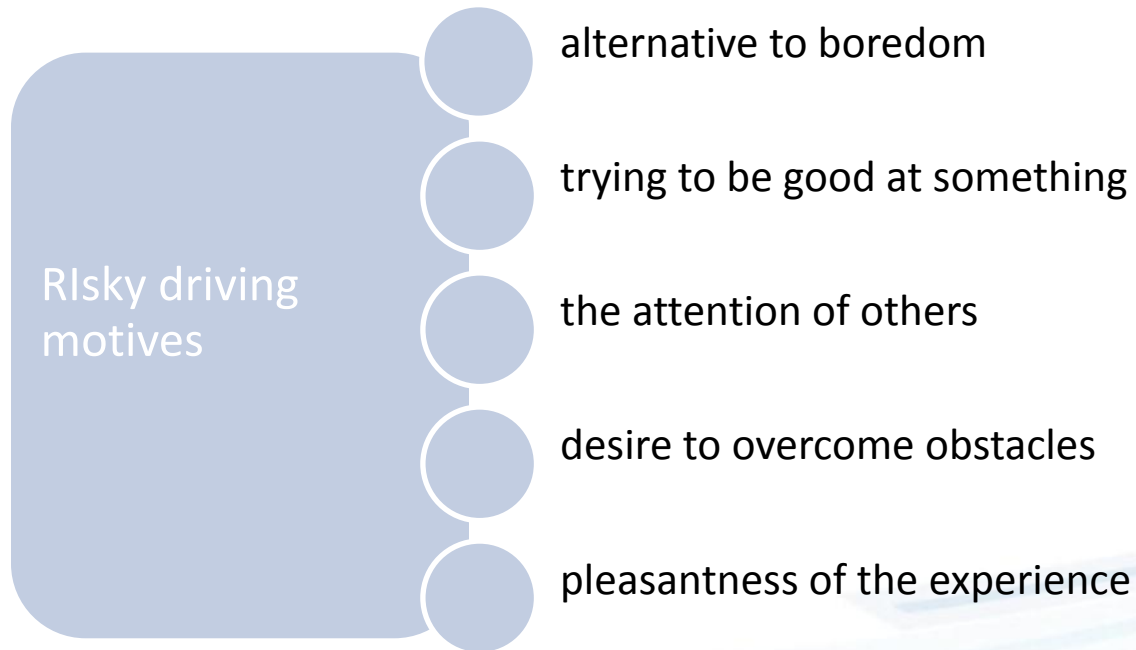 RIsky driving
motives
alternative to boredom
trying to be good at something
the attention of others
desire to overcome obstacles
pleasantness of the experience